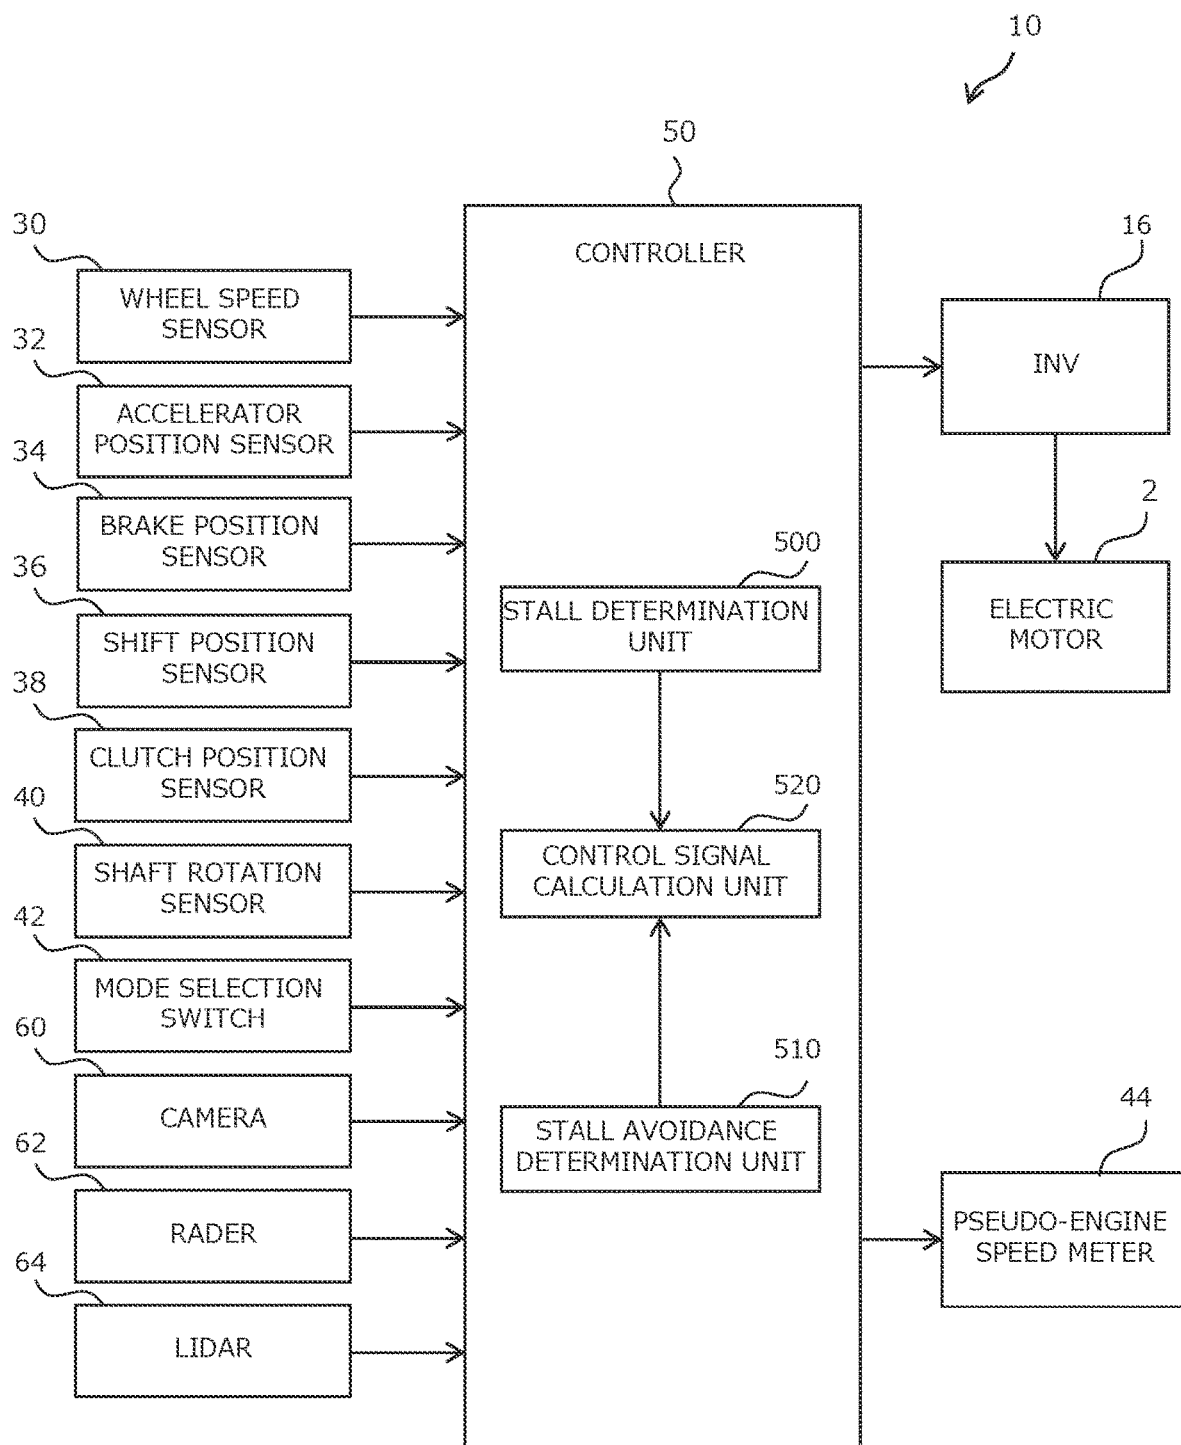 10
50
CONTROLLER
30
WHEEL SPEED
SENSOR
32
ACCELERATOR
POSITION SENSOR
34
BRAKE POSITION
SENSOR
36
SHIFT POSITION
SENSOR
38
CLUTCH POSITION
SENSOR
40
SHAFT ROTATION
SENSOR
42
MODE SELECTION
SWITCH
60
CAMERA
62
RADER
64
LIDAR
500
STALL DETERMINATION
UNIT
520
CONTROL SIGNAL
CALCULATION UNIT
510
STALL AVOIDANCE
DETERMINATION UNIT
16
INV
2
ELECTRIC
MOTOR
44
PSEUDO-ENGINE
SPEED METER